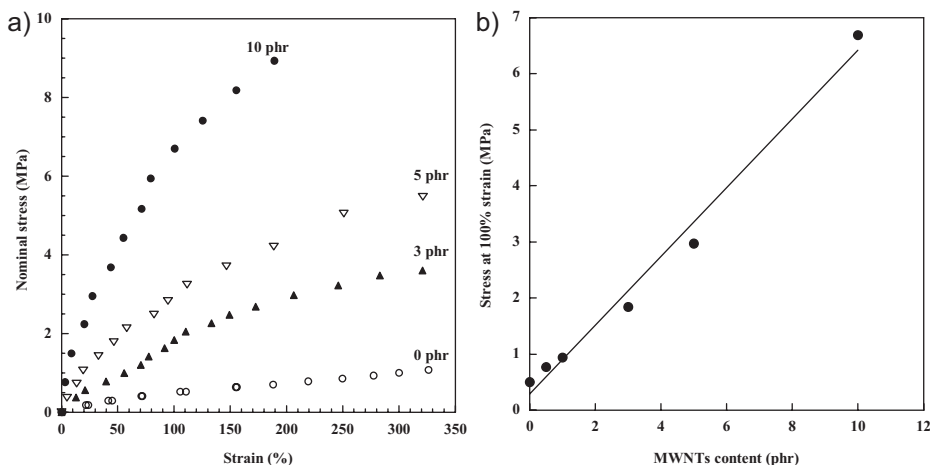 a)
10
8
6
4
2
0
0
50
100
150
200
250
300
350
Nominal stress (MPa)
Strain (%)
10 phr
5 phr
3 phr
0 phr
b)
7
6
5
4
3
2
1
0
0
2
4
6
8
10
12
Stress at 100% strain (MPa)
MWNTs content (phr)